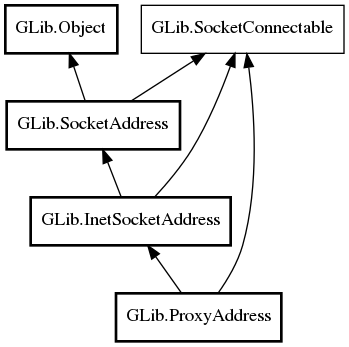 GLib.Object
GLib.SocketConnectable
GLib.SocketAddress
GLib.InetSocketAddress
GLib.ProxyAddress